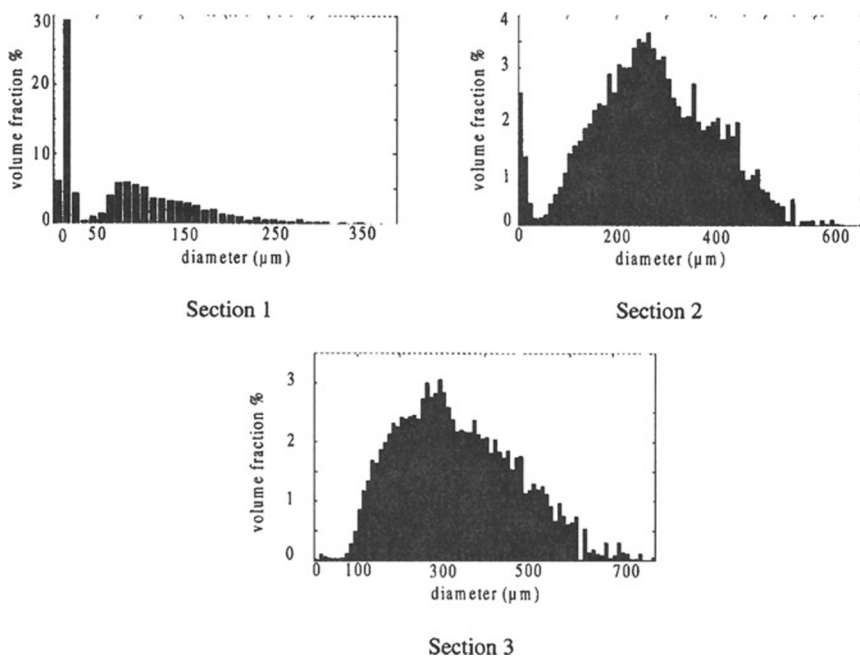 30
20
10
0
volume fraction %
0 50 150 250 350
diameter (µm)
Section 1
4
3
2
1
0
volume fraction %
0 200 400 600
diameter (µm)
Section 2
3
2
1
0
volume fraction %
0 100 300 500 700
diameter (µm)
Section 3